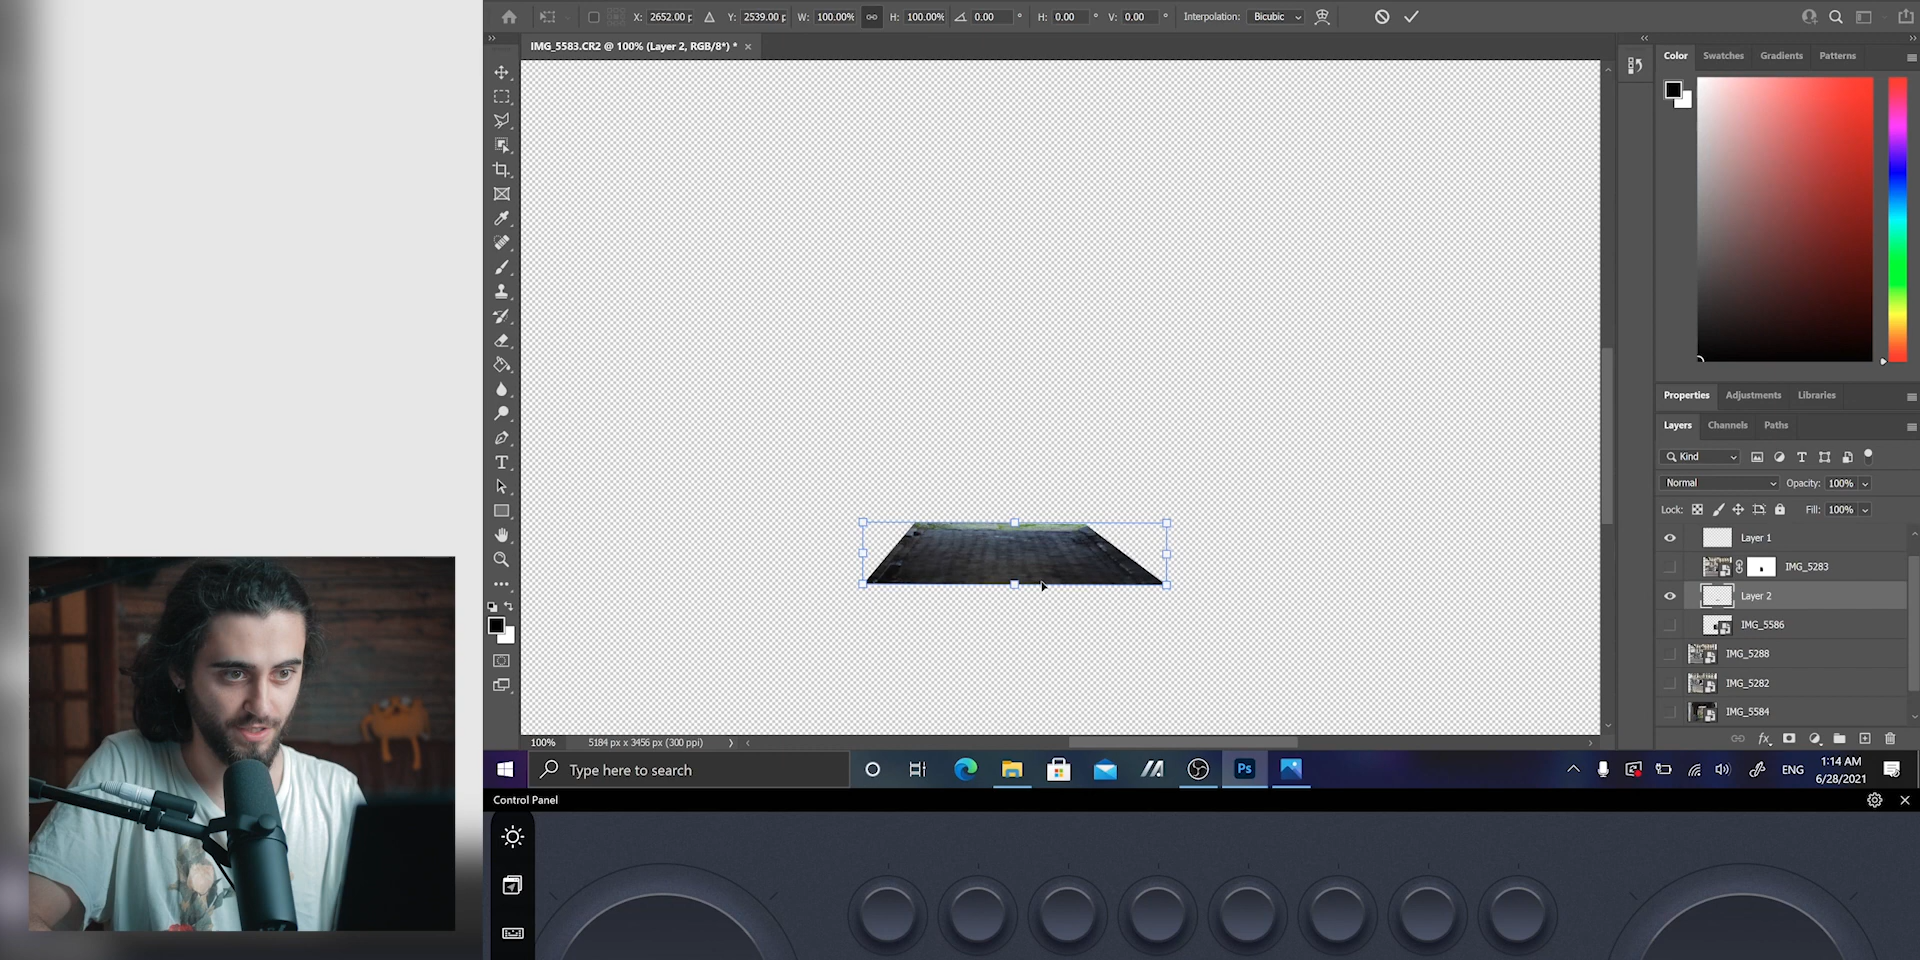 X: 2652.00 p
Y: 2539.00 p
W: 100.00%
H: 100.00%
0.00 °
H: 0.00 °
V: 0.00 °
Interpolation: Bicubic
IMG_5583.CR2 @ 100% (Layer 2, RGB/8*) * ×
Color
Swatches
Gradients
Patterns
Properties
Adjustments
Libraries
Layers
Channels
Paths
Kind
Normal
Opacity: 100%
Lock:
Fill: 100%
Layer 1
IMG_5283
Layer 2
IMG_5586
IMG_5288
IMG_5282
IMG_5584
fx
100%
5184 px x 3456 px (300 ppi)
Type here to search
Ps
ENG
1:14 AM
6/28/2021
Control Panel